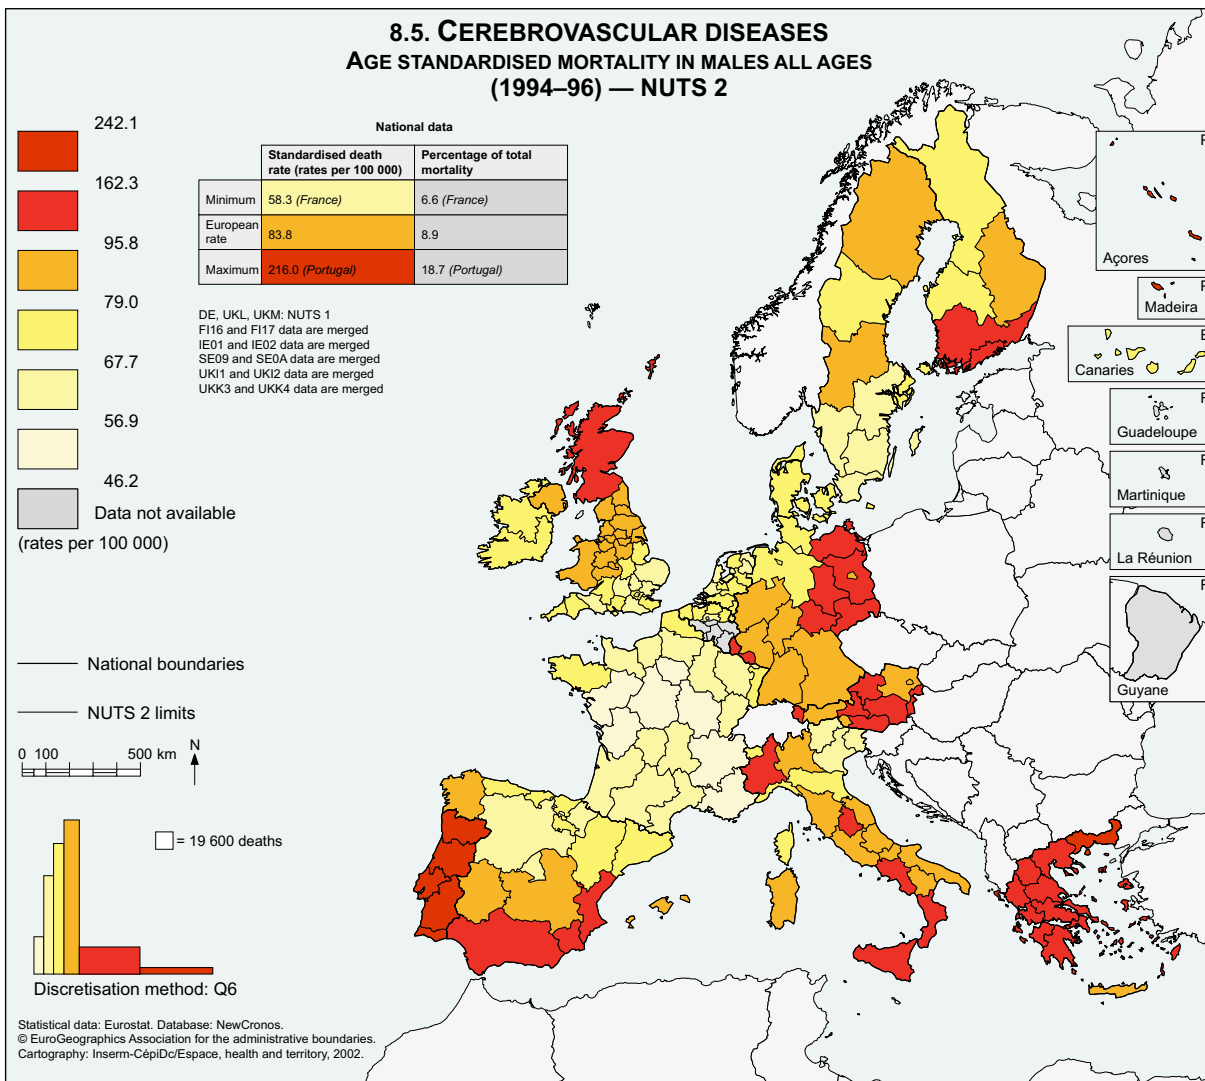 8.5. CEREBROVASCULAR DISEASES
AGE STANDARDISED MORTALITY IN MALES ALL AGES
(1994–96) — NUTS 2
242.1
162.3
95.8
79.0
67.7
56.9
46.2
Data not available
(rates per 100 000)
National data
Standardised death rate (rates per 100 000)
Percentage of total mortality
Minimum 58.3 (France) 6.6 (France)
European rate 83.8 8.9
Maximum 216.0 (Portugal) 18.7 (Portugal)
DE, UKL, UKM: NUTS 1
FI16 and FI17 data are merged
IE01 and IE02 data are merged
SE09 and SE0A data are merged
UKI1 and UKI2 data are merged
UKK3 and UKK4 data are merged
Açores
Madeira
Canaries
Guadeloupe
Martinique
La Réunion
Guyane
National boundaries
NUTS 2 limits
0 100 500 km
N
= 19 600 deaths
Discretisation method: Q6
Statistical data: Eurostat. Database: NewCronos.
© EuroGeographics Association for the administrative boundaries.
Cartography: Inserm-CépiDc/Espace, health and territory, 2002.